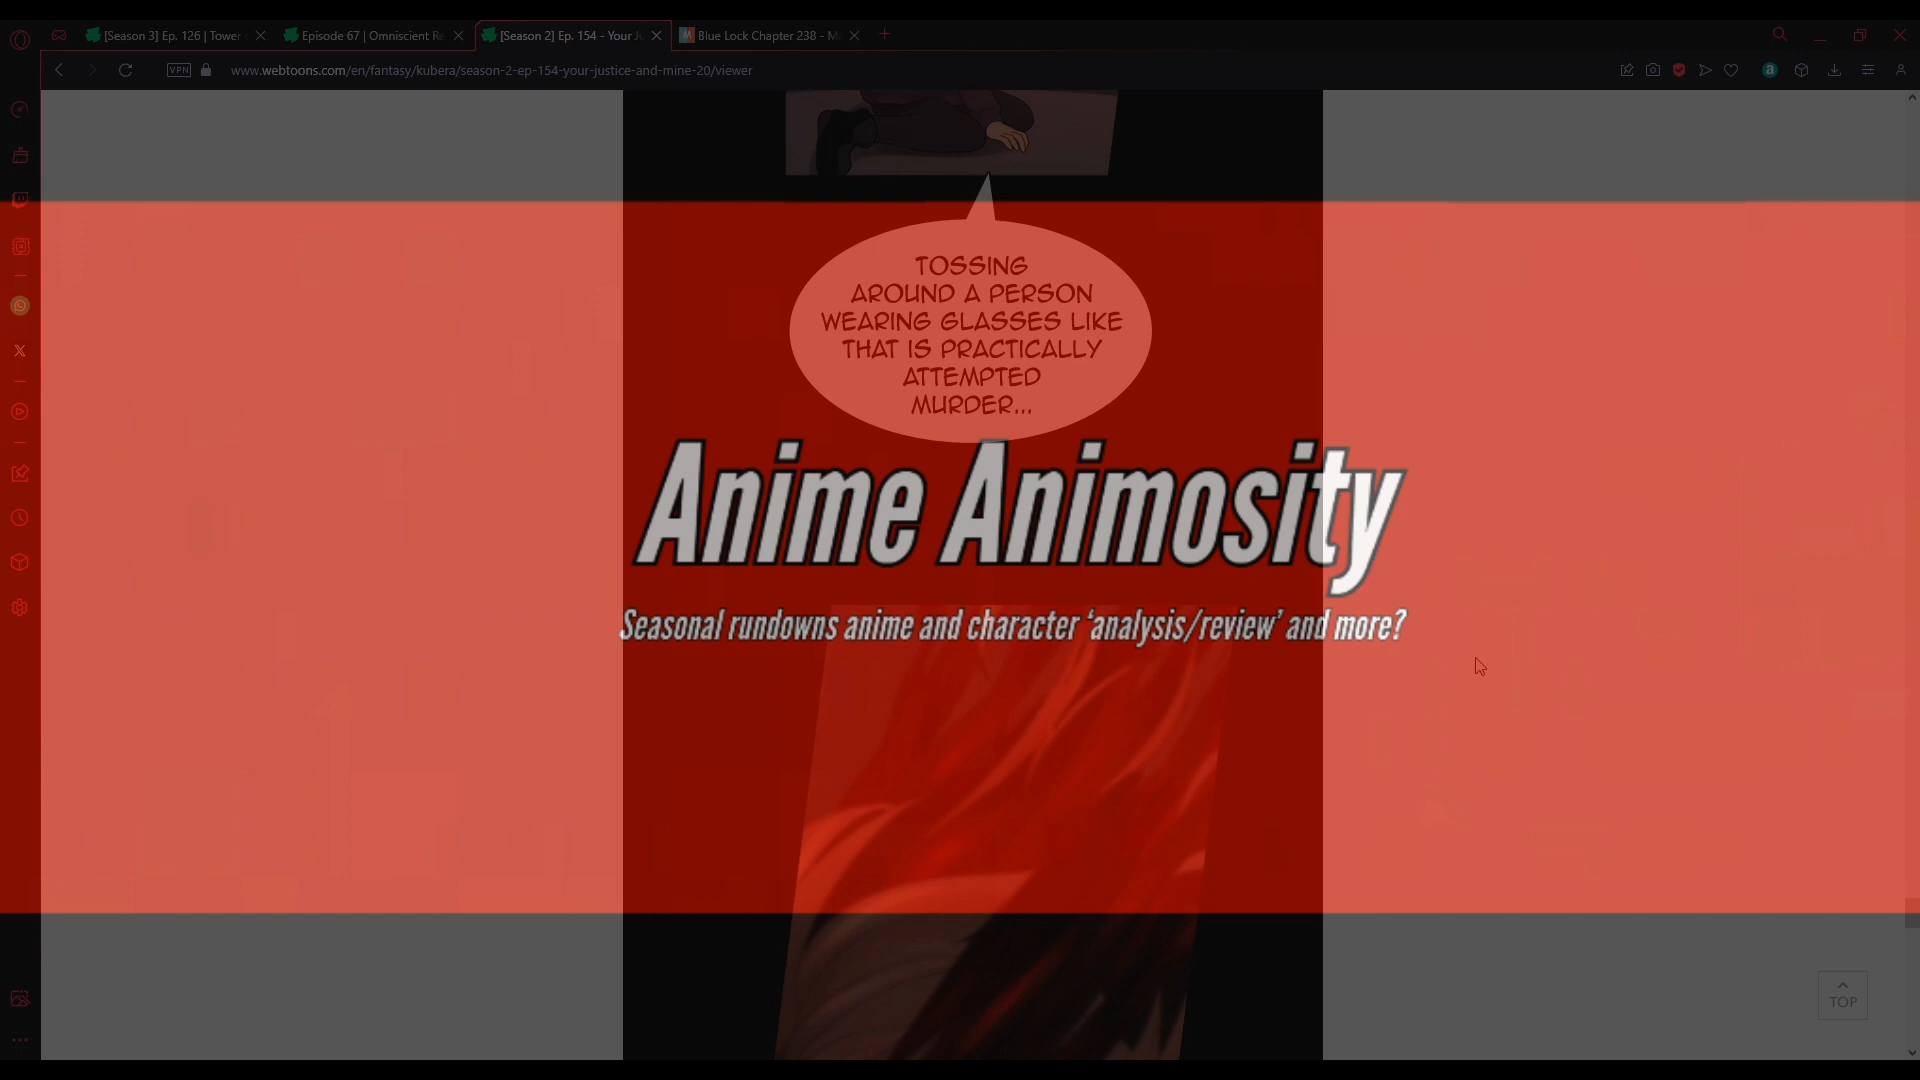 [Season 3] Ep. 126 | Tower
Episode 67 | Omniscient Re
[Season 2] Ep. 154 - Your J
Blue Lock Chapter 238 - M
VPN
www.webtoons.com/en/fantasy/kubera/season-2-ep-154-your-justice-and-mine-20/viewer
TOSSING
AROUND A PERSON
WEARING GLASSES LIKE
THAT IS PRACTICALLY
ATTEMPTED
MURDER...
Anime Animosity
Seasonal rundowns anime and character ‘analysis/review’ and more?
TOP